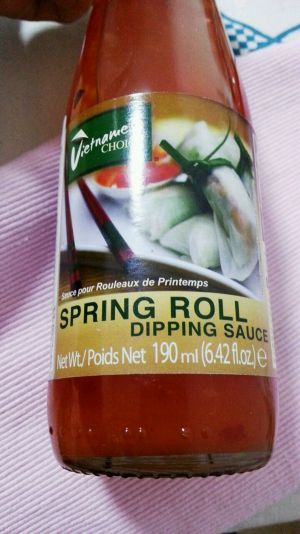 Vietnamese
CHOICE
Sauce pour Rouleaux de Printemps
SPRING ROLL
DIPPING SAUCE
Net Wt./Poids Net 190 ml (6.42 fl.oz.) e